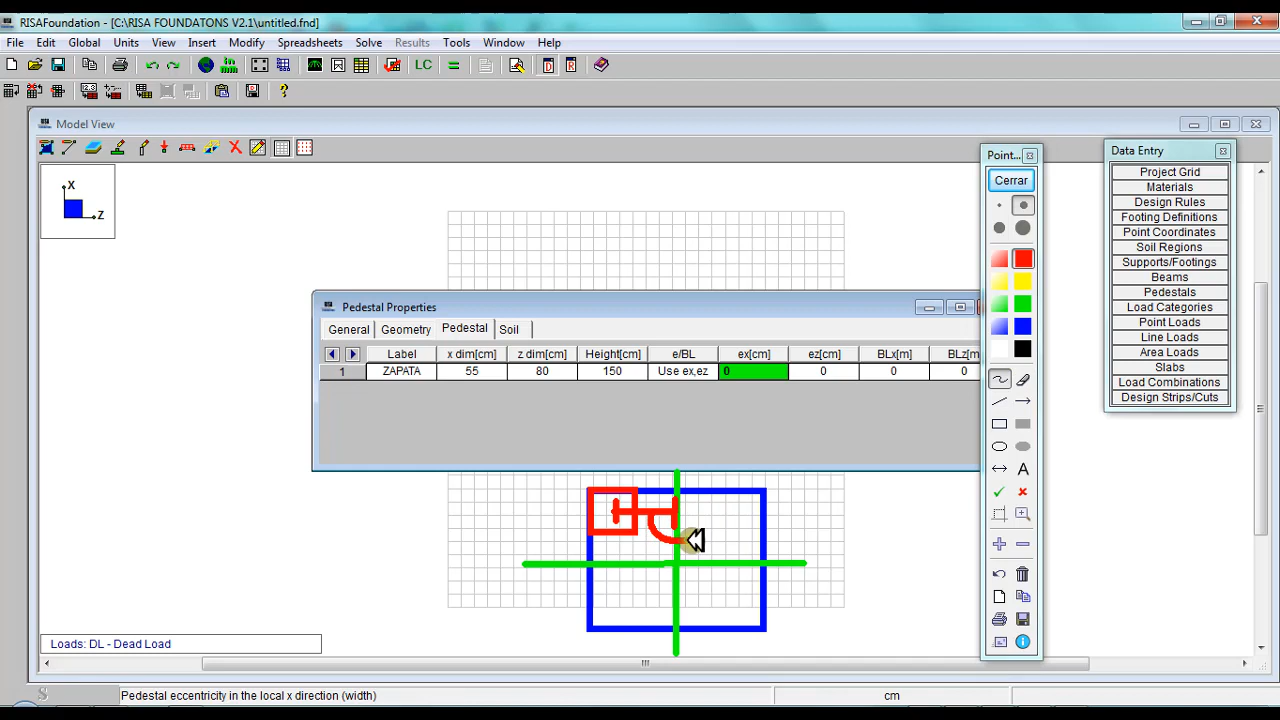 RISAFoundation - [C:\RISA FOUNDATONS V2.1\untitled.fnd]
File Edit Global Units View Insert Modify Spreadsheets Solve Results Tools Window Help
LC D R
Model View
X
Z
Point...
Cerrar
A
Data Entry
Project Grid
Materials
Design Rules
Footing Definitions
Point Coordinates
Soil Regions
Supports/Footings
Beams
Pedestals
Load Categories
Point Loads
Line Loads
Area Loads
Slabs
Load Combinations
Design Strips/Cuts
Pedestal Properties
General Geometry Pedestal Soil
Label x dim[cm] z dim[cm] Height[cm] e/BL ex[cm] ez[cm] BLx[m] BLz[m]
1 ZAPATA 55 80 150 Use ex,ez 0 0 0 0
Loads: DL - Dead Load
S Pedestal eccentricity in the local x direction (width) cm